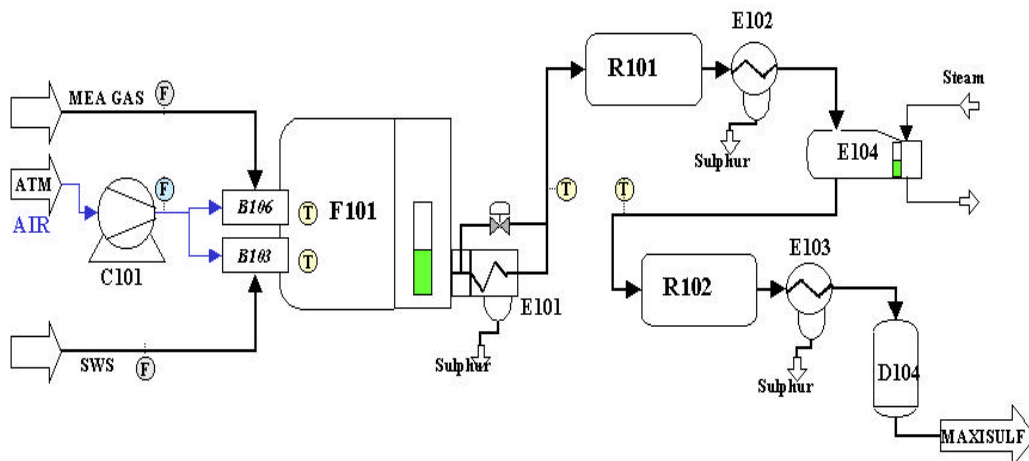 E102
R101
Steam
MEA GAS
F
Sulphur
E104
ATM
F
AIR
B106
T
F101
T
T
C101
B103
T
E103
R102
E101
SWS
F
Sulphur
Sulphur
D104
MAXISULF